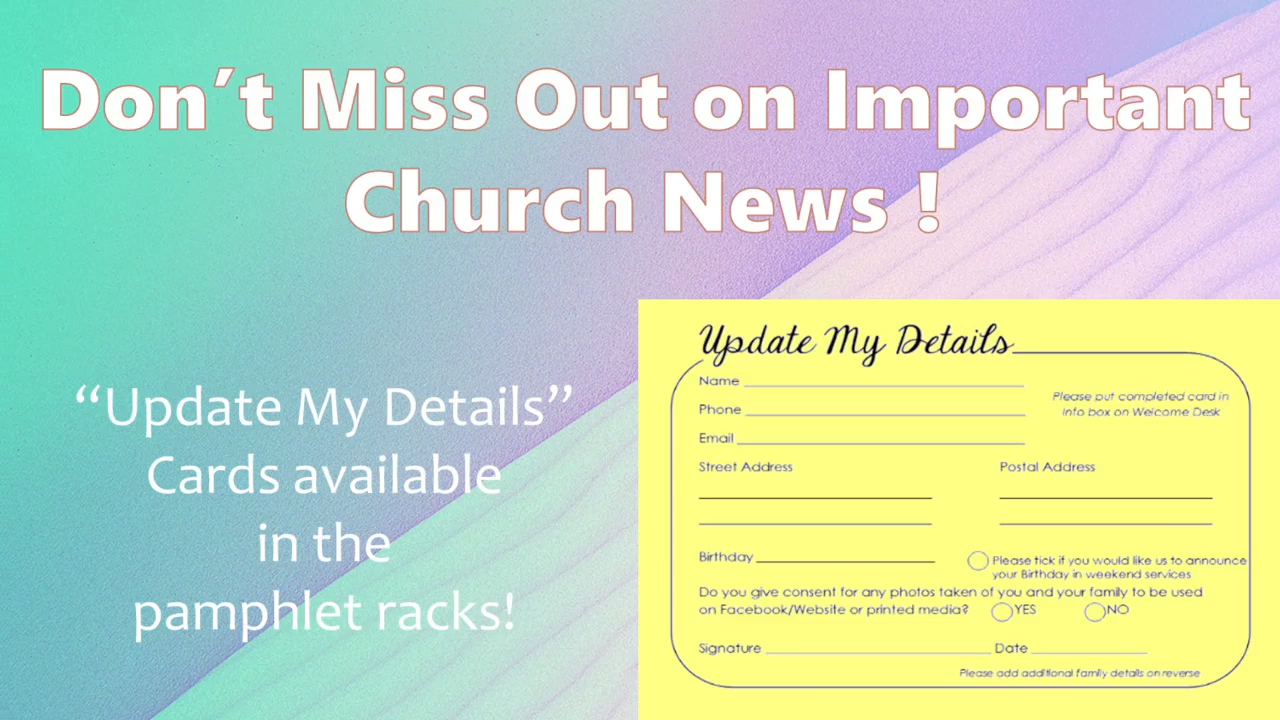 Don't Miss Out on Important
Church News !
“Update My Details”
Cards available
in the
pamphlet racks!
Update My Details
Name
Phone
Email
Please put completed card in
info box on Welcome Desk
Street Address
Postal Address
Birthday
Please tick if you would like us to announce
your Birthday in weekend services
Do you give consent for any photos taken of you and your family to be used
on Facebook/Website or printed media? YES NO
Signature Date
Please add additional family details on reverse